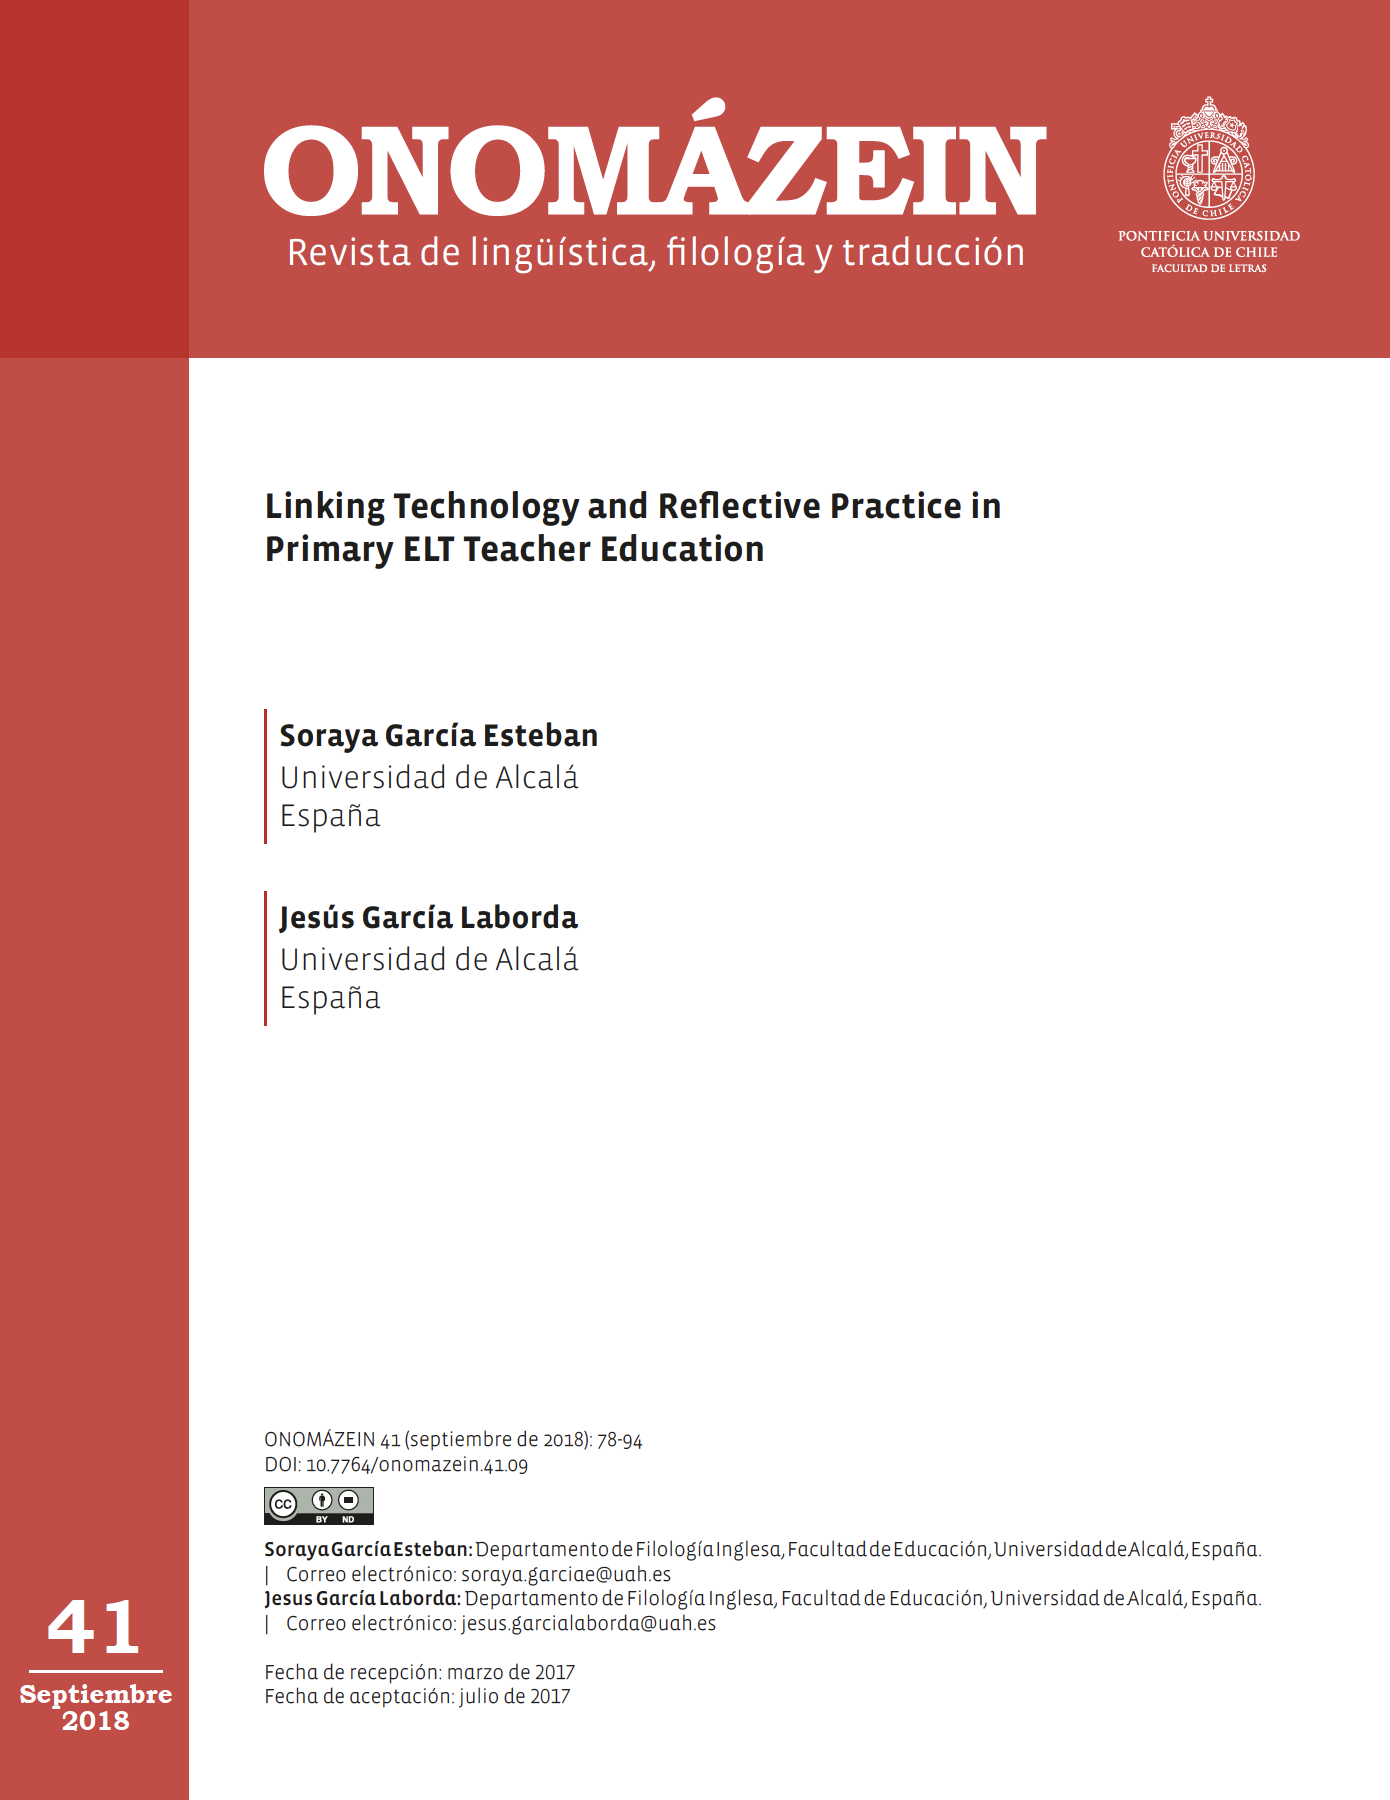 ONOMÁZEIN
Revista de lingüística, filología y traducción
PONTIFICIA UNIVERSIDAD CATOLICA DE CHILE
PONTIFICIA UNIVERSIDAD
CATÓLICA DE CHILE
FACULTAD DE LETRAS
Linking Technology and Reflective Practice in
Primary ELT Teacher Education
Soraya García Esteban
Universidad de Alcalá
España
Jesús García Laborda
Universidad de Alcalá
España
ONOMÁZEIN 41 (septiembre de 2018): 78-94
DOI: 10.7764/onomazein.41.09
CC BY ND
Soraya García Esteban: Departamento de Filología Inglesa, Facultad de Educación, Universidad de Alcalá, España.
| Correo electrónico: soraya.garciae@uah.es
Jesus García Laborda: Departamento de Filología Inglesa, Facultad de Educación, Universidad de Alcalá, España.
| Correo electrónico: jesus.garcialaborda@uah.es
Fecha de recepción: marzo de 2017
Fecha de aceptación: julio de 2017
41
Septiembre
2018